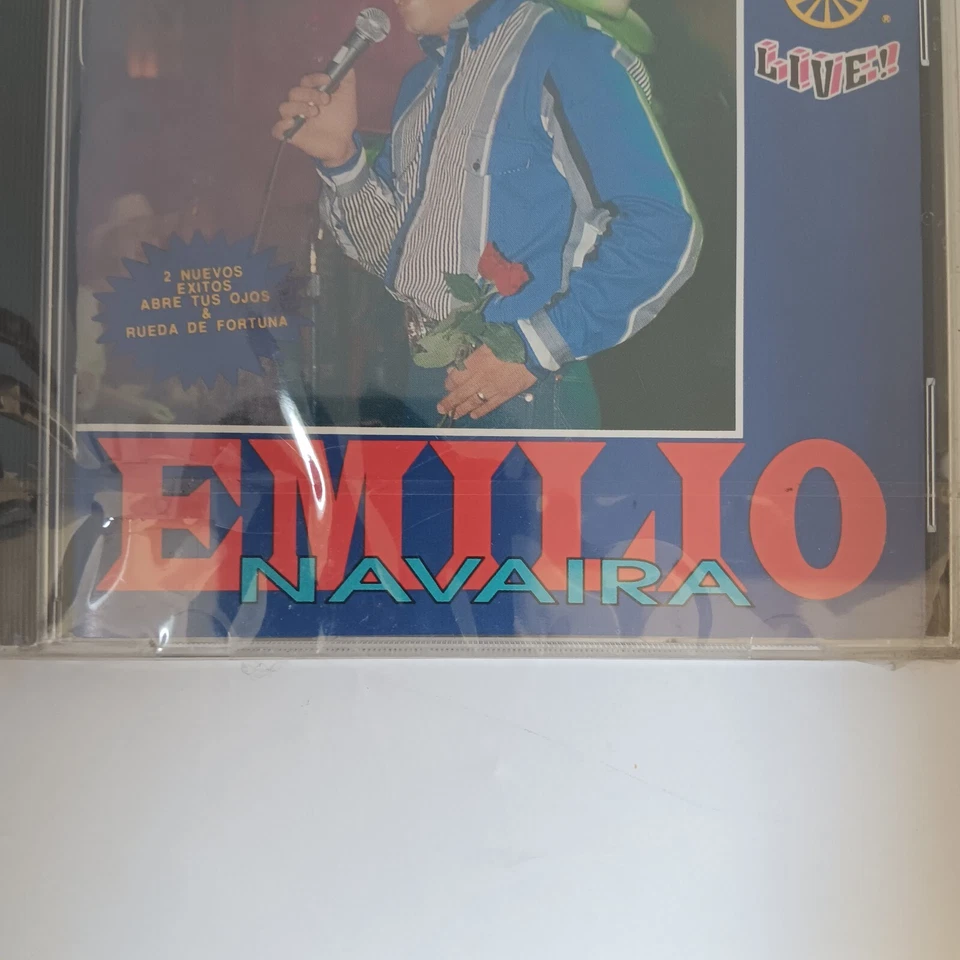 ®
LIVE!!
2 NUEVOS
EXITOS
ABRE TUS OJOS
&
RUEDA DE FORTUNA
EMILIO
NAVAIRA